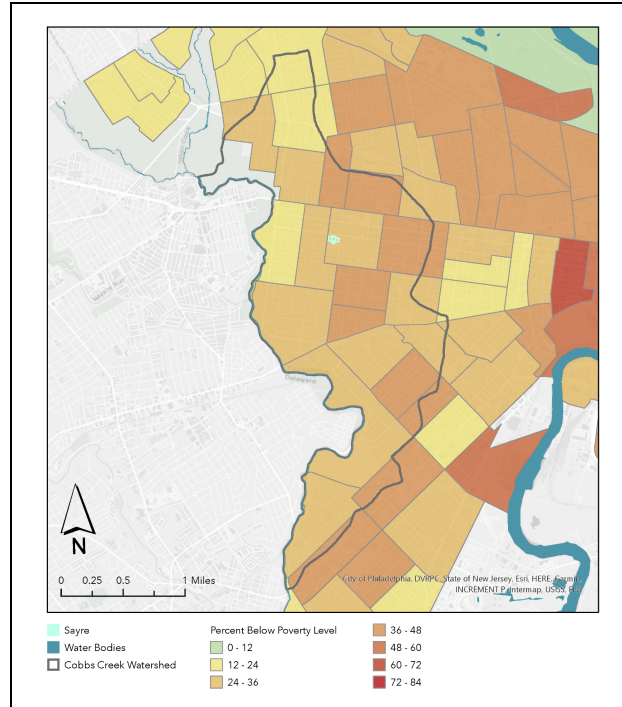 Naylors Run
Delaware
N
0 0.25 0.5 1 Miles
City of Philadelphia, DVRPC, State of New Jersey, Esri, HERE, Garmin,
INCREMENT P, Intermap, USGS,
Sayre
Water Bodies
Cobbs Creek Watershed
Percent Below Poverty Level
0 - 12
12 - 24
24 - 36
36 - 48
48 - 60
60 - 72
72 - 84